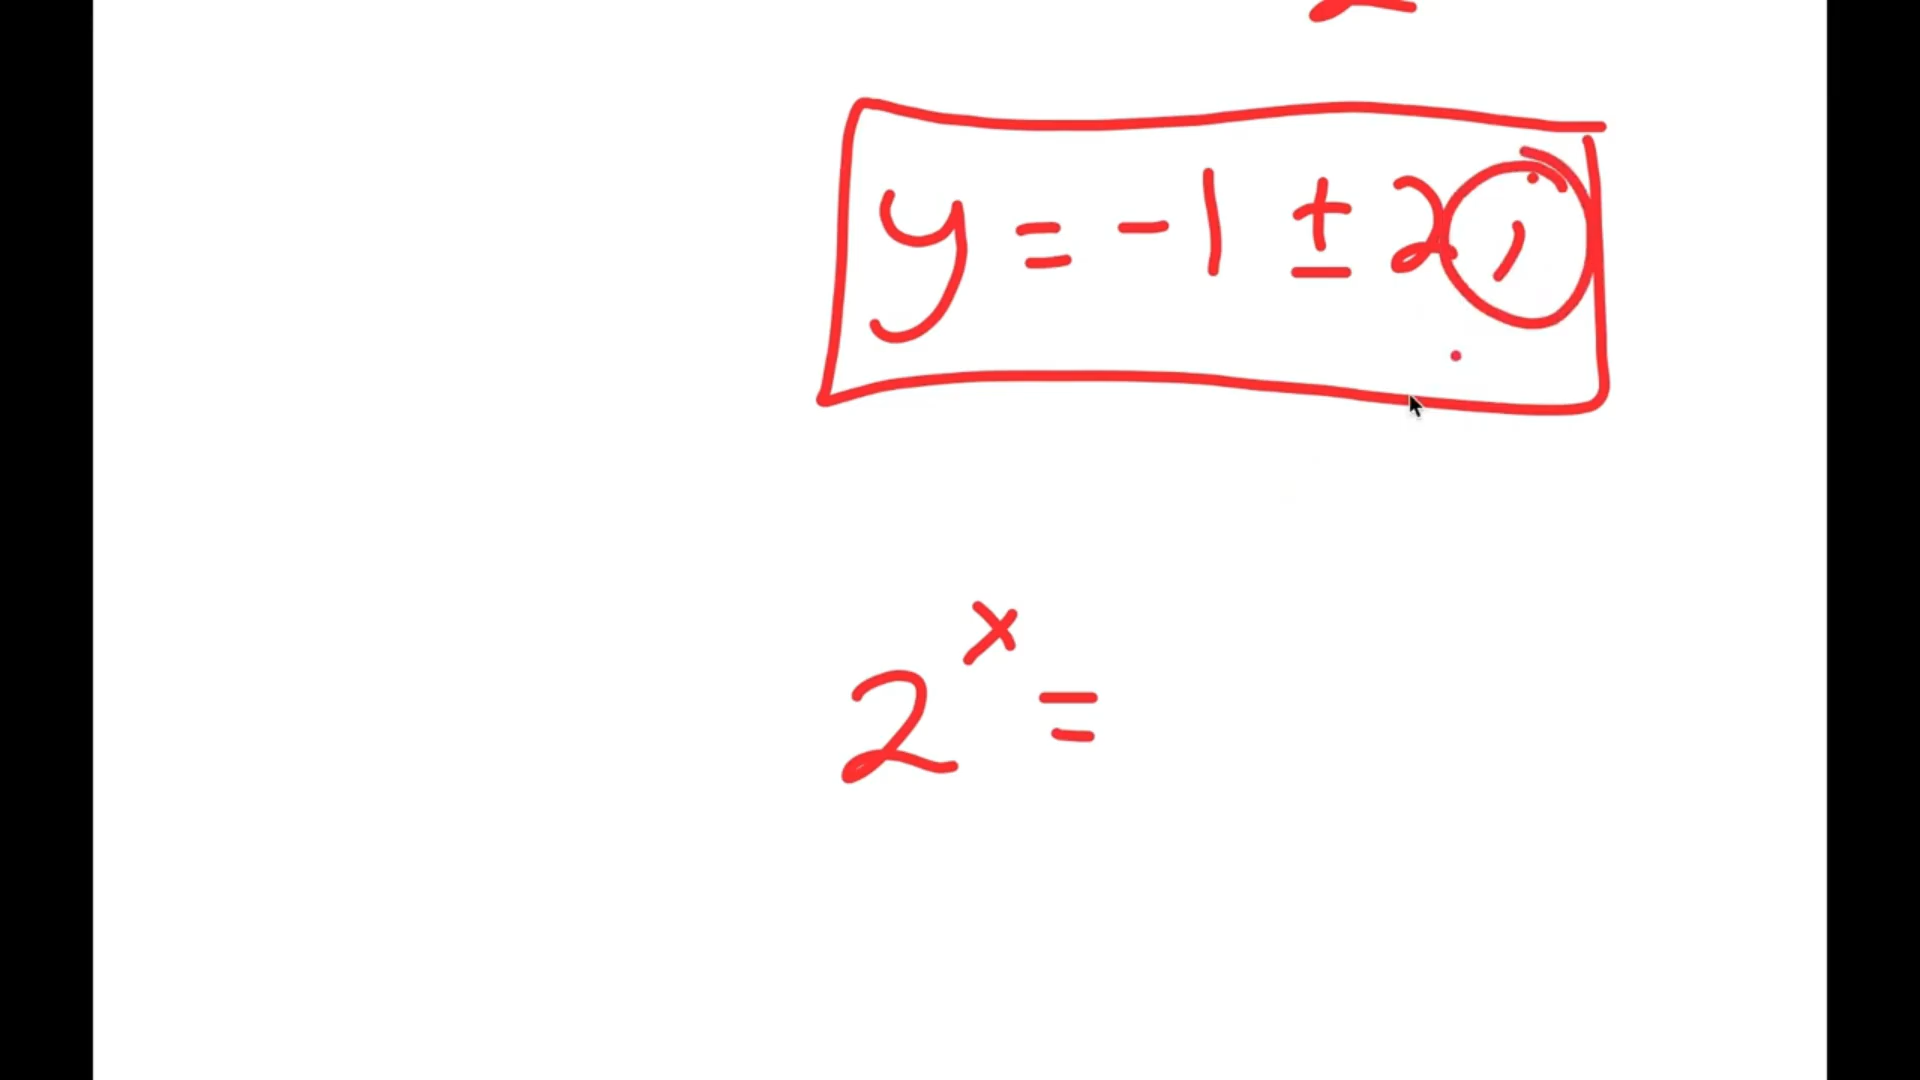 y = -1 ± 2i
2^x =